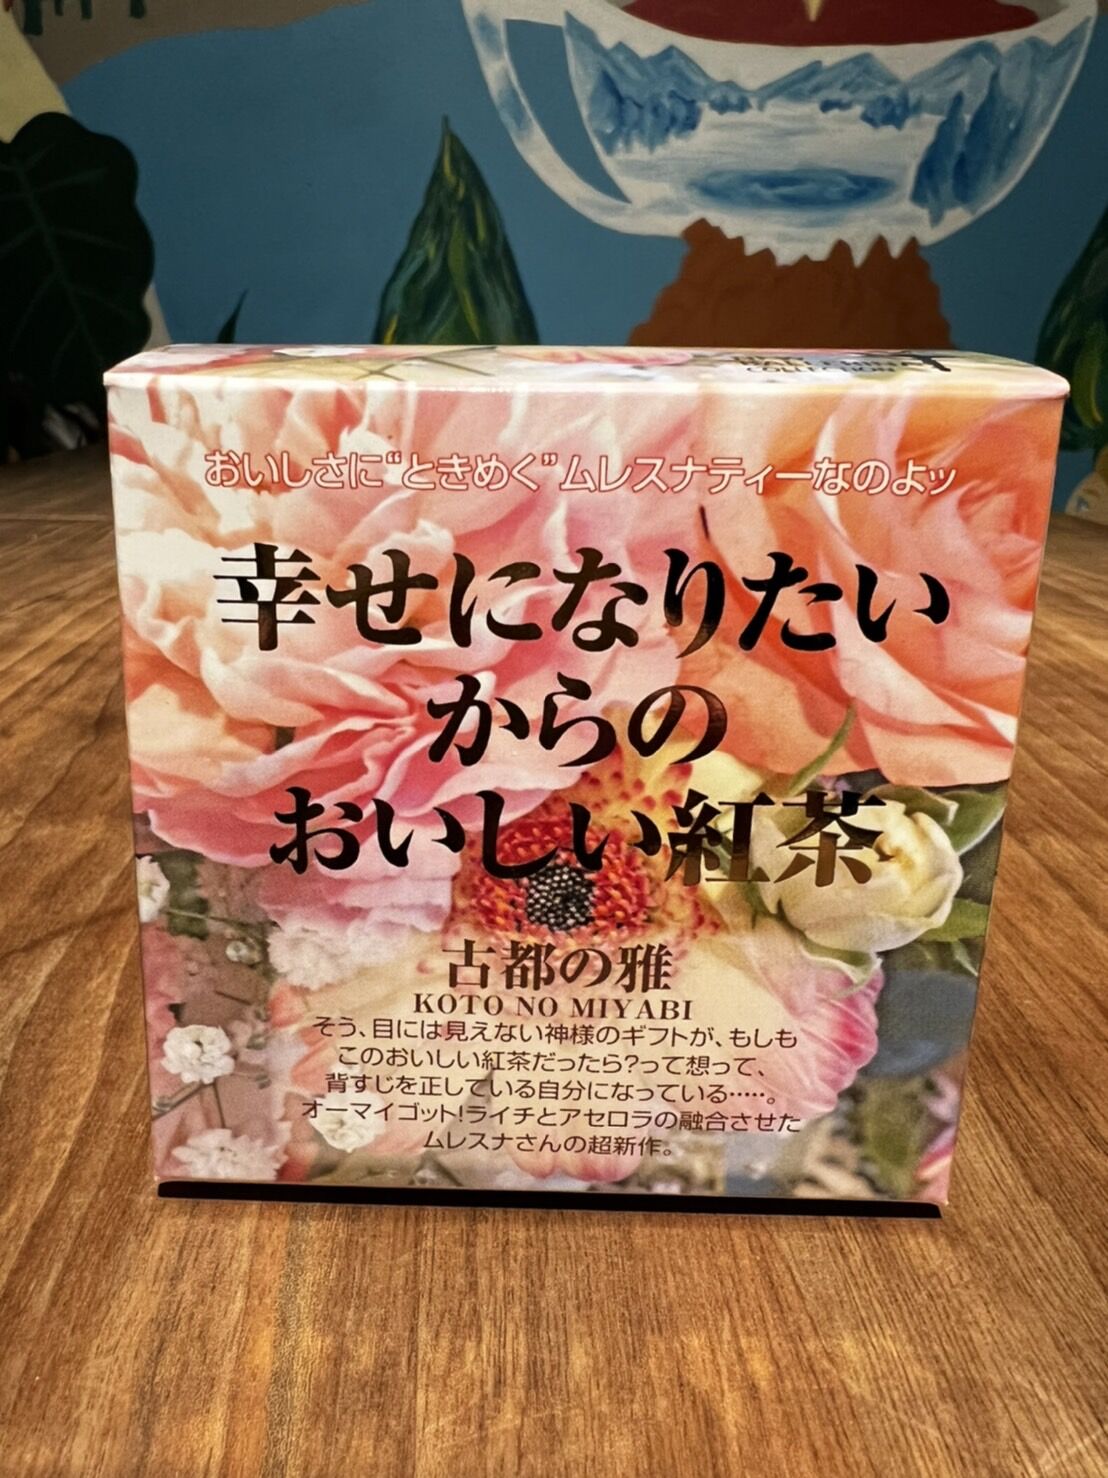 COLLECTION
おいしさに“ときめく”ムレスナティーなのよッ
幸せになりたい
からの
おいしい紅茶
古都の雅
KOTO NO MIYABI
そう、目には見えない神様のギフトが、もしも
このおいしい紅茶だったら?って想って、
背すじを正している自分になっている……。
オーマイゴット!ライチとアセロラの融合させた
ムレスナさんの超新作。